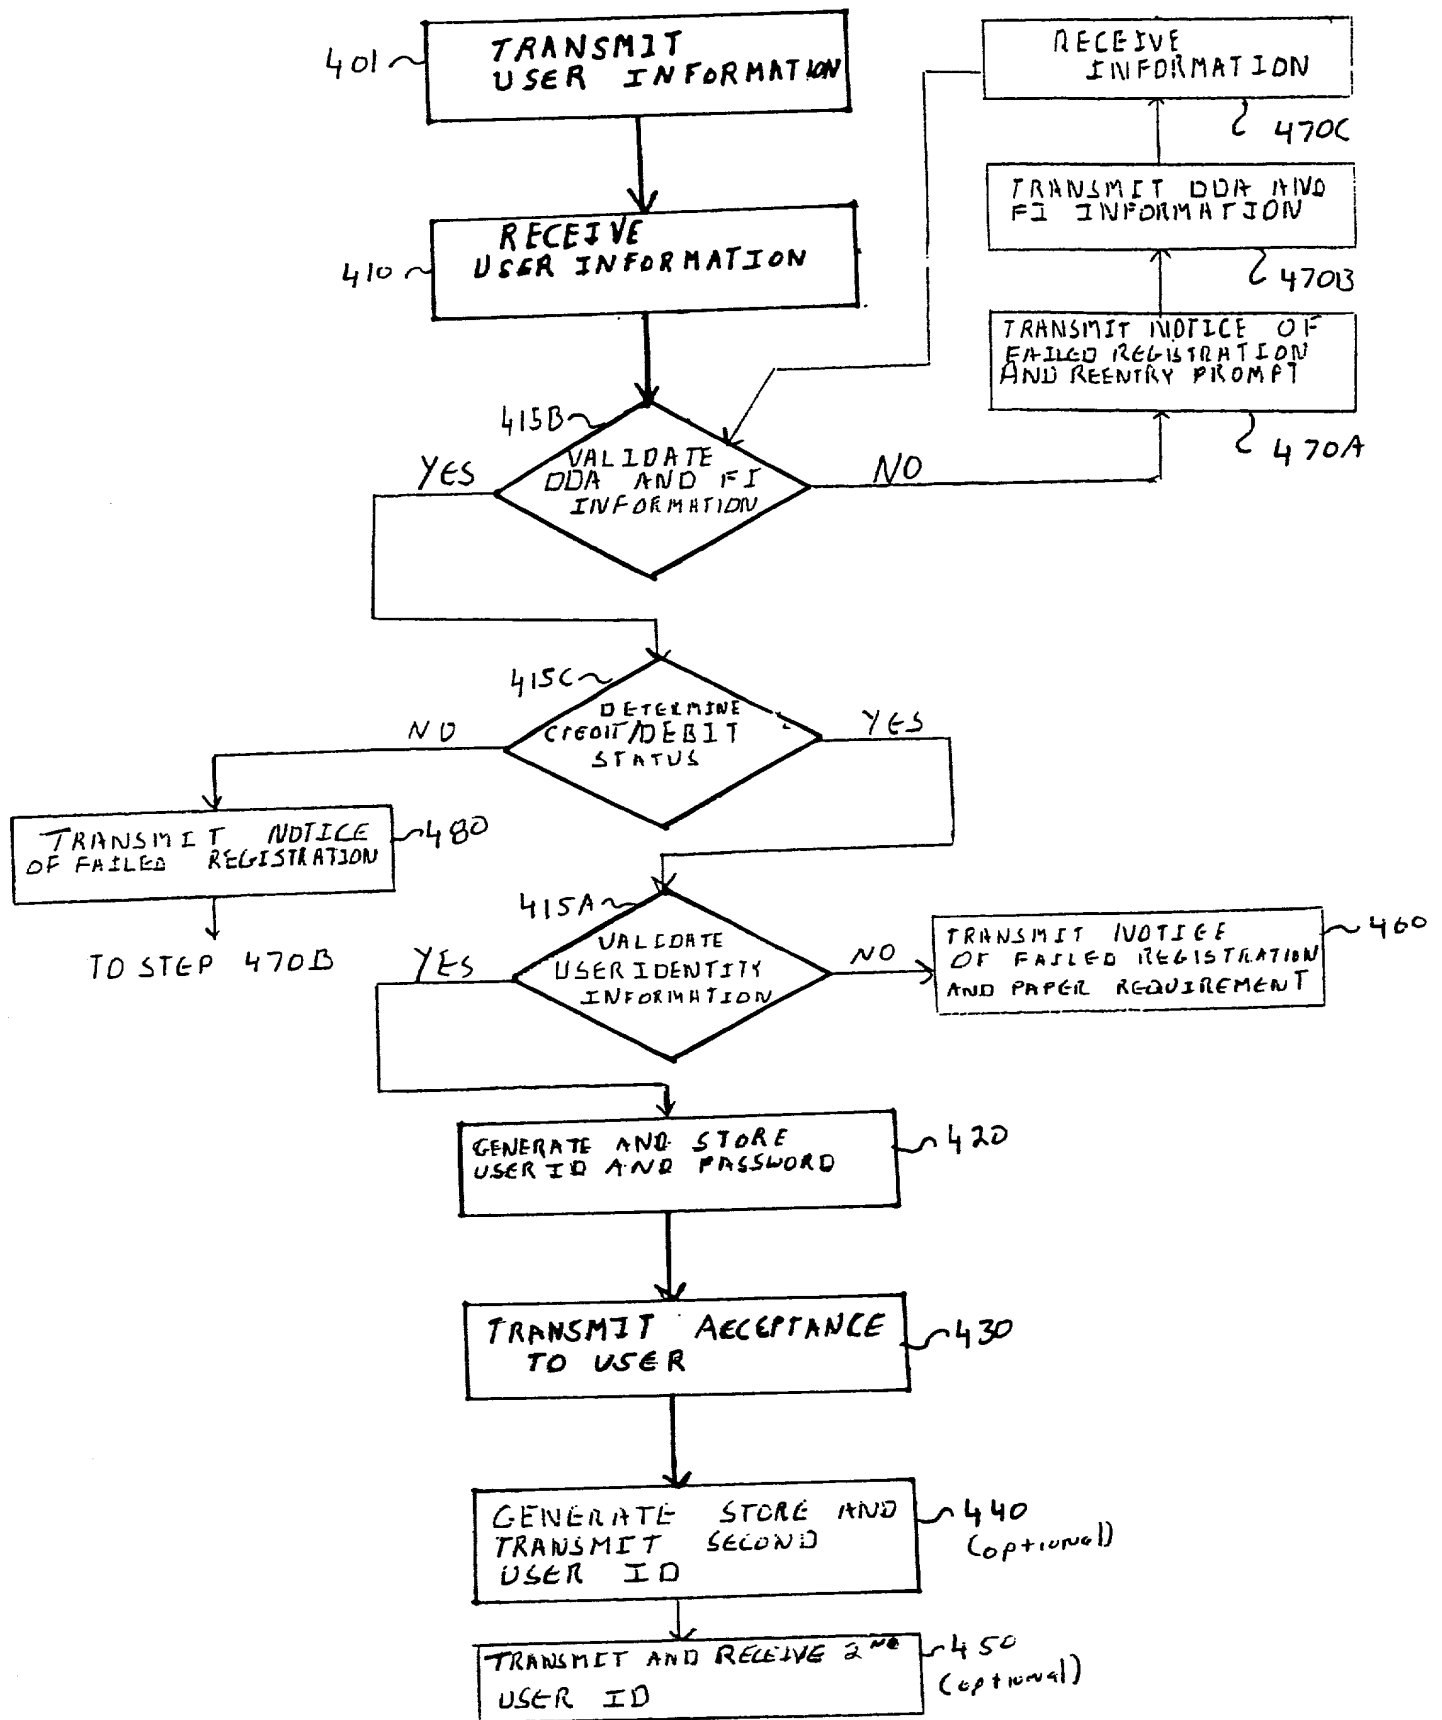 401
TRANSMIT
USER INFORMATION
RECEIVE
INFORMATION
470C
TRANSMIT DDA AND
FI INFORMATION
470B
TRANSMIT NOTICE OF
FAILED REGISTRATION
AND REENTRY PROMPT
470A
410
RECEIVE
USER INFORMATION
415B
VALIDATE
DDA AND FI
INFORMATION
YES
NO
415C
DETERMINE
CREDIT/DEBIT
STATUS
NO
YES
TRANSMIT NOTICE
OF FAILED REGISTRATION
480
TO STEP 470B
415A
VALIDATE
USER IDENTITY
INFORMATION
YES
NO
TRANSMIT NOTICE
OF FAILED REGISTRATION
AND PAPER REQUIREMENT
460
GENERATE AND STORE
USER ID AND PASSWORD
420
TRANSMIT ACCEPTANCE
TO USER
430
GENERATE STORE AND
TRANSMIT SECOND
USER ID
440
(optional)
TRANSMIT AND RECEIVE 2ND
USER ID
450
(optional)